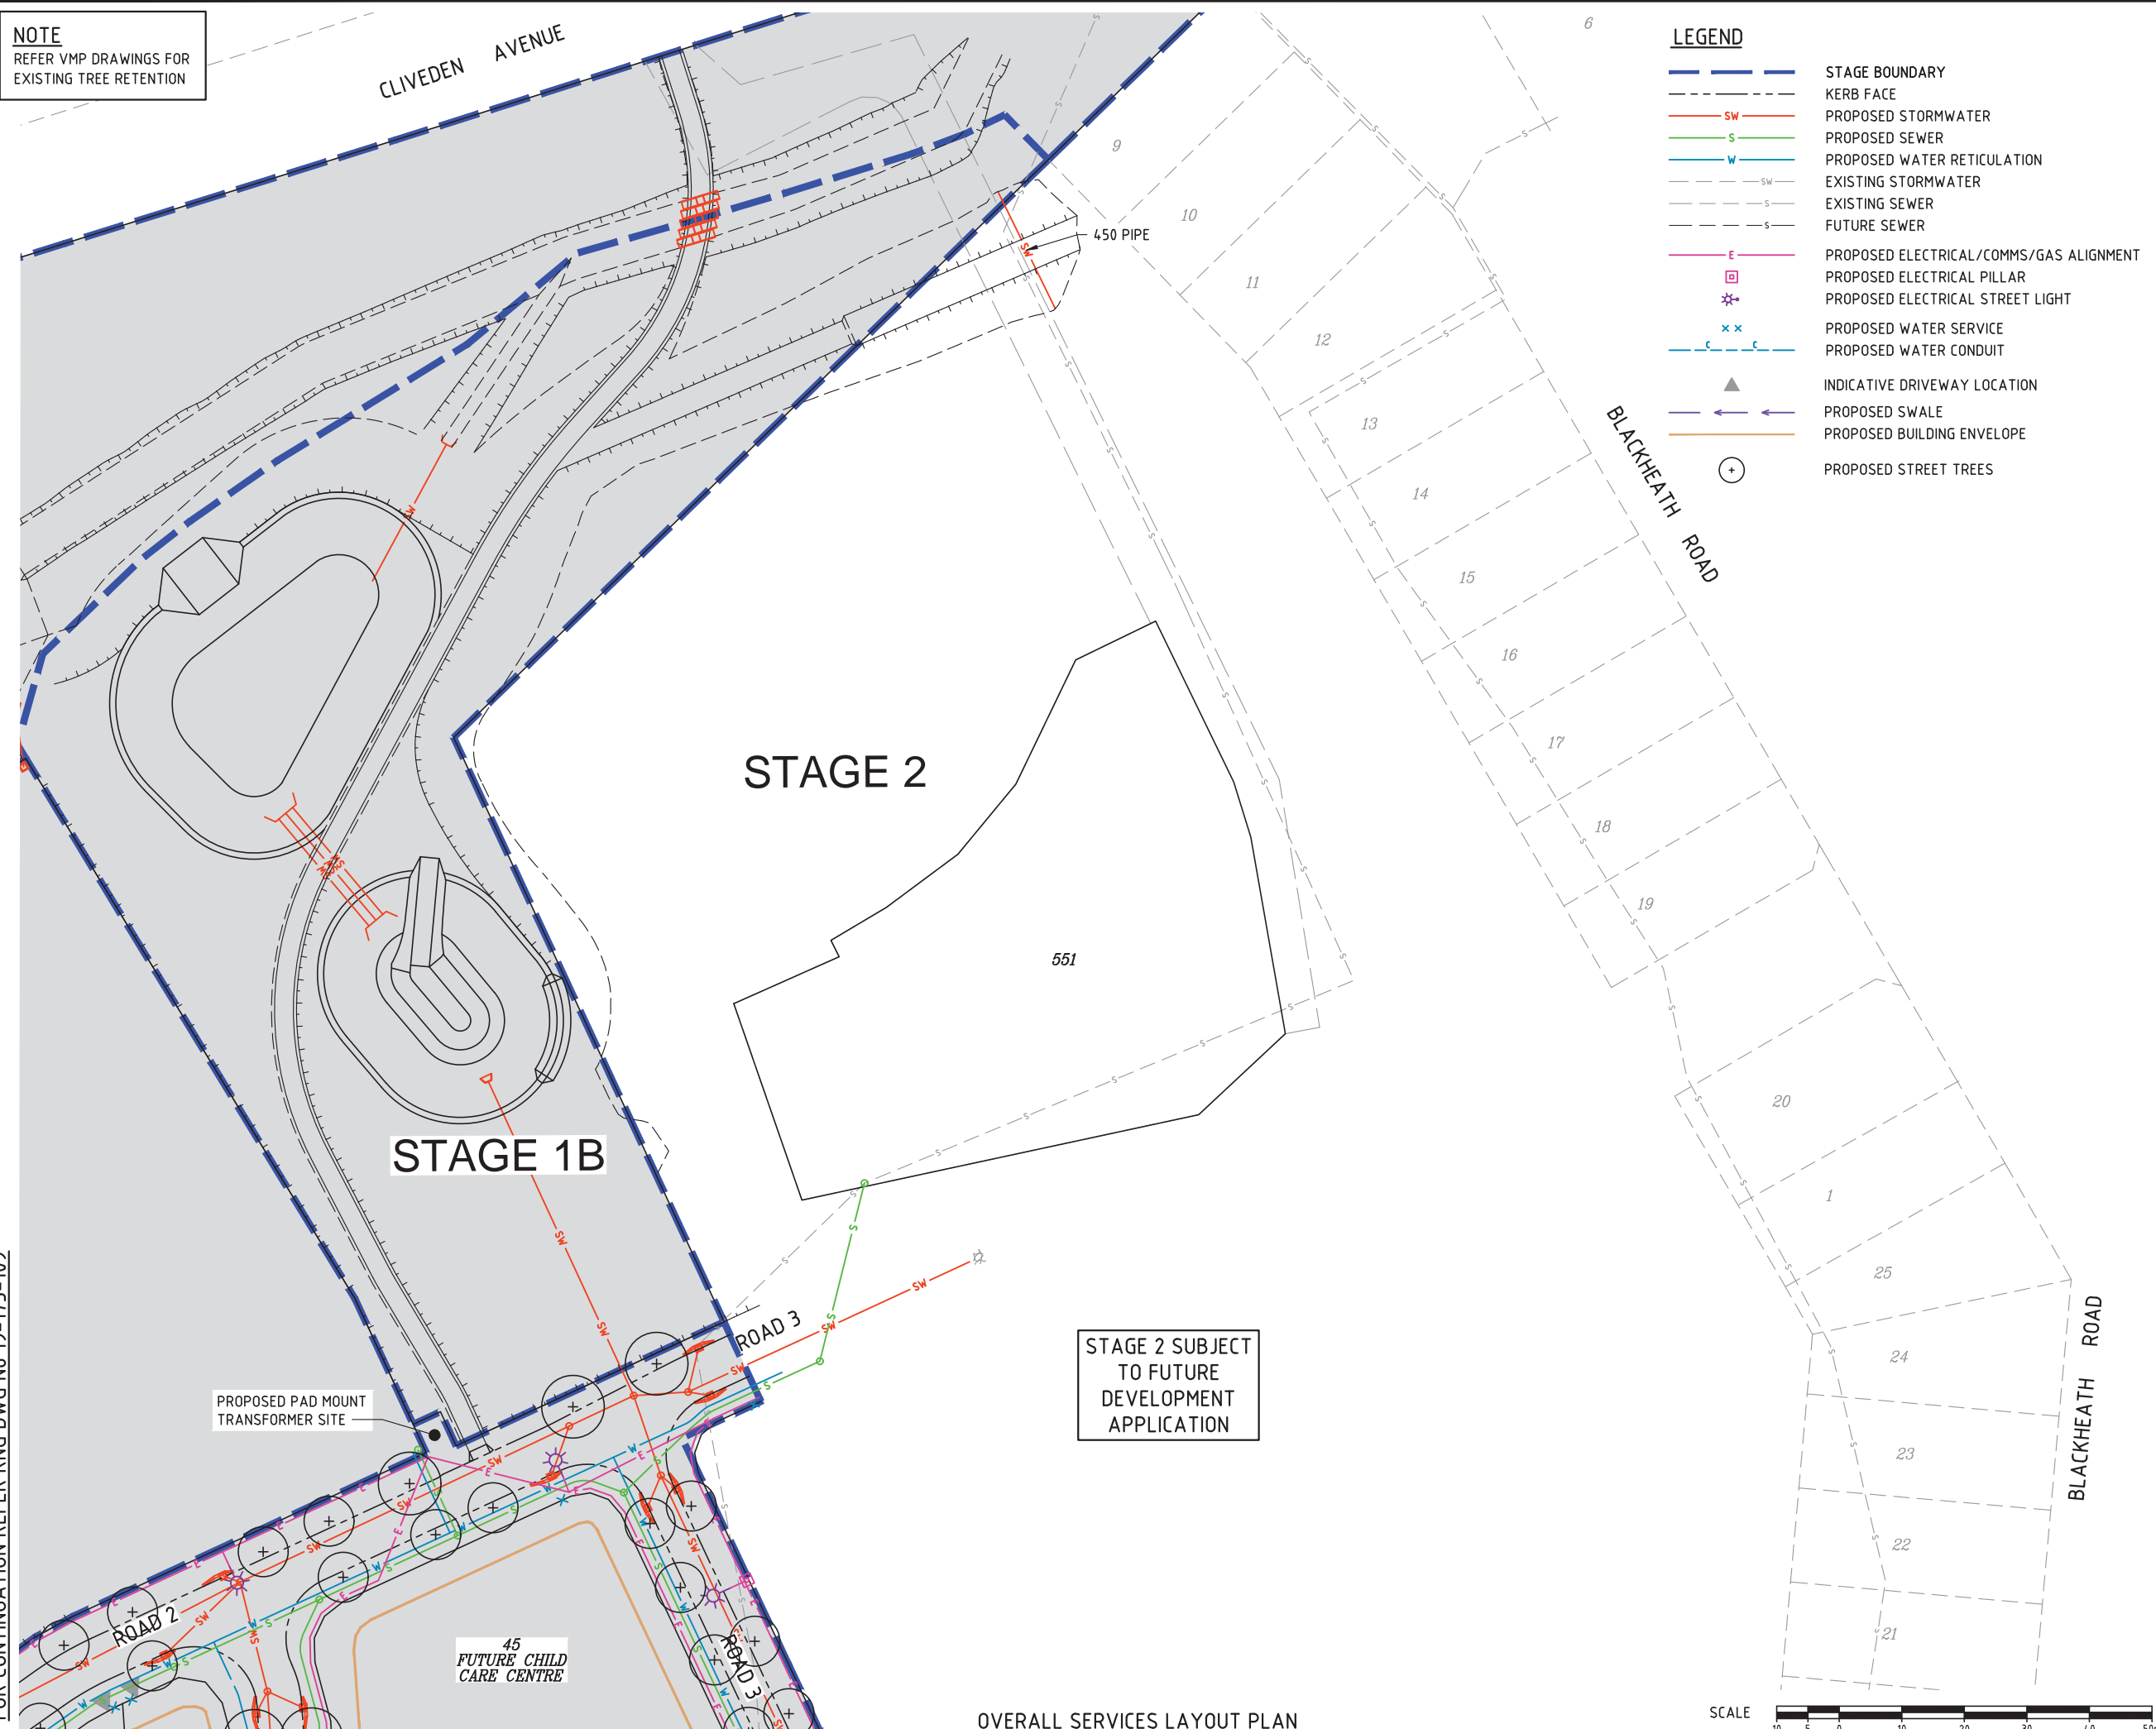 NOTE
REFER VMP DRAWINGS FOR
EXISTING TREE RETENTION
CLIVEDEN AVENUE
LEGEND
STAGE BOUNDARY
KERB FACE
SW PROPOSED STORMWATER
S PROPOSED SEWER
W PROPOSED WATER RETICULATION
SW EXISTING STORMWATER
S EXISTING SEWER
S FUTURE SEWER
E PROPOSED ELECTRICAL/COMMS/GAS ALIGNMENT
PROPOSED ELECTRICAL PILLAR
PROPOSED ELECTRICAL STREET LIGHT
PROPOSED WATER SERVICE
C C PROPOSED WATER CONDUIT
INDICATIVE DRIVEWAY LOCATION
PROPOSED SWALE
PROPOSED BUILDING ENVELOPE
PROPOSED STREET TREES
6
9
10
450 PIPE
11
12
13
14
15
16
17
18
19
20
1
25
24
23
22
21
BLACKHEATH ROAD
BLACKHEATH ROAD
STAGE 2
551
STAGE 1B
ROAD 3
STAGE 2 SUBJECT
TO FUTURE
DEVELOPMENT
APPLICATION
PROPOSED PAD MOUNT
TRANSFORMER SITE
ROAD 2
45
FUTURE CHILD
CARE CENTRE
ROAD 3
OVERALL SERVICES LAYOUT PLAN
SCALE